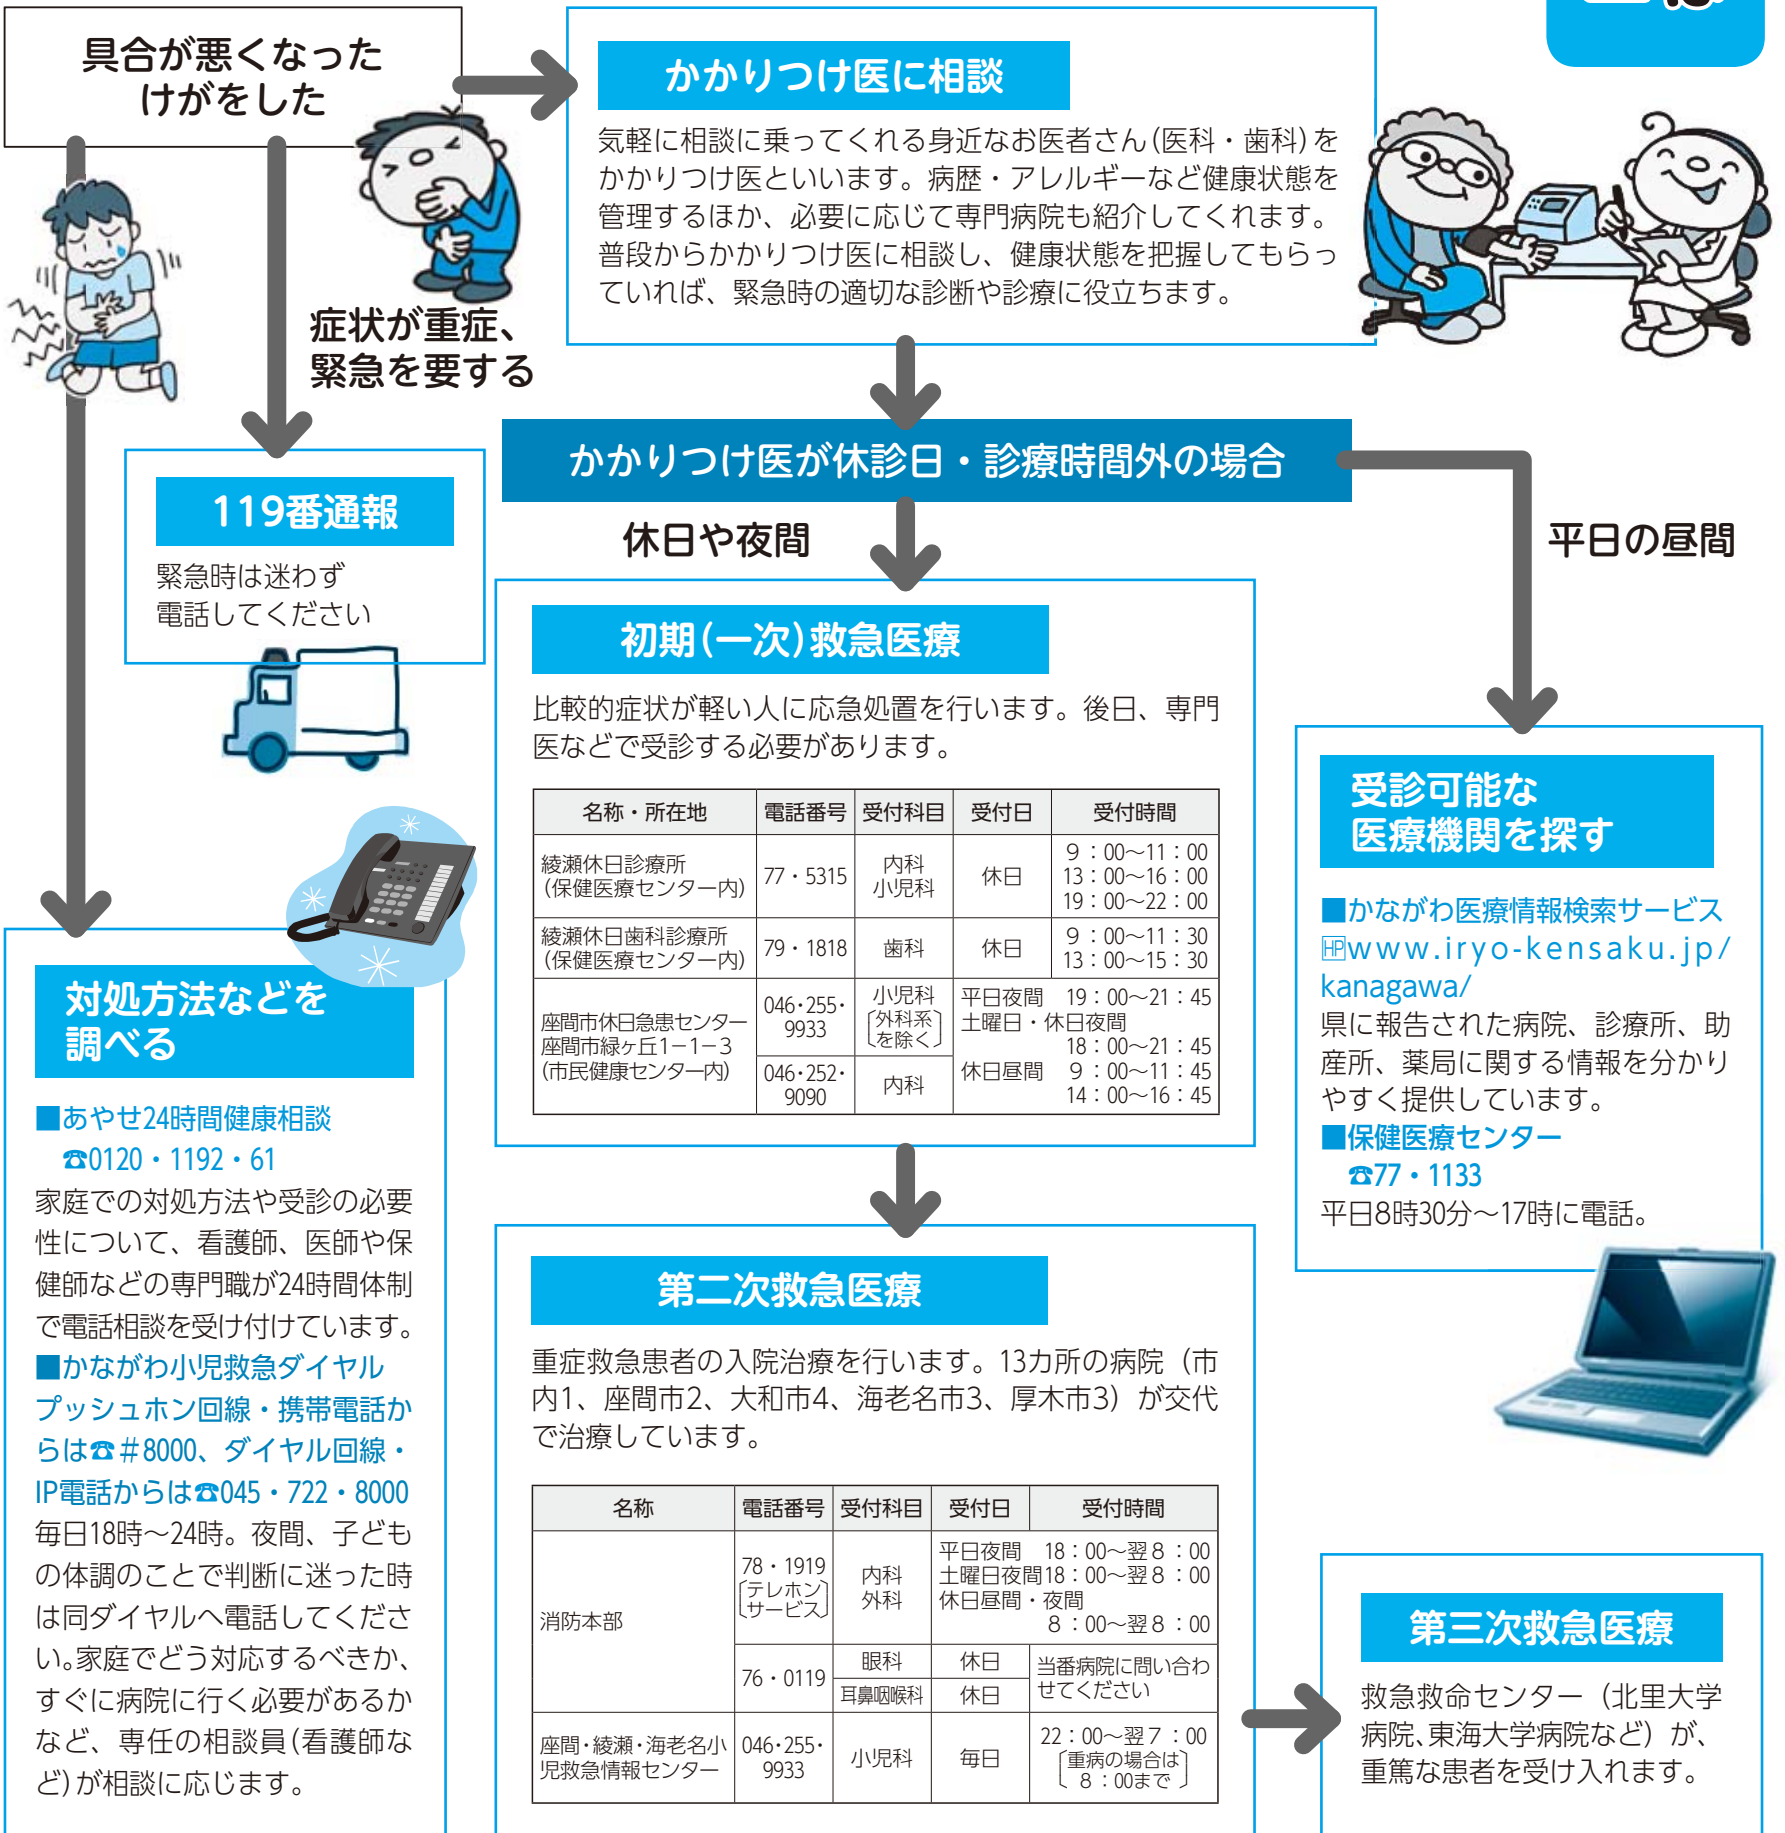 具合が悪くなった
けがをした
かかりつけ医に相談
気軽に相談に乗ってくれる身近なお医者さん(医科・歯科)を
かかりつけ医といいます。病歴・アレルギーなど健康状態を
管理するほか、必要に応じて専門病院も紹介してくれます。
普段からかかりつけ医に相談し、健康状態を把握してもらっ
ていれば、緊急時の適切な診断や診療に役立ちます。
症状が重症、
緊急を要する
119番通報
緊急時は迷わず
電話してください
かかりつけ医が休診日・診療時間外の場合
休日や夜間
平日の昼間
初期(一次)救急医療
比較的症状が軽い人に応急処置を行います。後日、専門
医などで受診する必要があります。
名称・所在地 電話番号 受付科目 受付日 受付時間
綾瀬休日診療所
(保健医療センター内)
77・5315
内科
小児科
休日
9：00〜11：00
13：00〜16：00
19：00〜22：00
綾瀬休日歯科診療所
(保健医療センター内)
79・1818
歯科
休日
9：00〜11：30
13：00〜15：30
座間市休日急患センター
座間市緑ヶ丘1−1−3
(市民健康センター内)
046・255・
9933
小児科
〔外科系
を除く〕
046・252・
9090
内科
平日夜間 19：00〜21：45
土曜日・休日夜間
18：00〜21：45
休日昼間 9：00〜11：45
14：00〜16：45
第二次救急医療
重症救急患者の入院治療を行います。13カ所の病院（市
内1、座間市2、大和市4、海老名市3、厚木市3）が交代
で治療しています。
名称 電話番号 受付科目 受付日 受付時間
消防本部
78・1919
〔テレホン
サービス〕
内科
外科
平日夜間 18：00〜翌8：00
土曜日夜間18：00〜翌8：00
休日昼間・夜間
8：00〜翌8：00
76・0119
眼科 休日
耳鼻咽喉科 休日
当番病院に問い合わ
せてください
座間・綾瀬・海老名小
児救急情報センター
046・255・
9933
小児科
毎日
22：00〜翌7：00
〔重病の場合は
8：00まで〕
受診可能な
医療機関を探す
■かながわ医療情報検索サービス
HPwww.iryo-kensaku.jp/
kanagawa/
県に報告された病院、診療所、助
産所、薬局に関する情報を分かり
やすく提供しています。
■保健医療センター
☎77・1133
平日8時30分〜17時に電話。
第三次救急医療
救急救命センター（北里大学
病院、東海大学病院など）が、
重篤な患者を受け入れます。
対処方法などを
調べる
■あやせ24時間健康相談
☎0120・1192・61
家庭での対処方法や受診の必要
性について、看護師、医師や保
健師などの専門職が24時間体制
で電話相談を受け付けています。
■かながわ小児救急ダイヤル
プッシュホン回線・携帯電話か
らは☎＃8000、ダイヤル回線・
IP電話からは☎045・722・8000
毎日18時〜24時。夜間、子ども
の体調のことで判断に迷った時
は同ダイヤルへ電話してくださ
い。家庭でどう対応するべきか、
すぐに病院に行く必要があるか
など、専任の相談員(看護師な
ど)が相談に応じます。